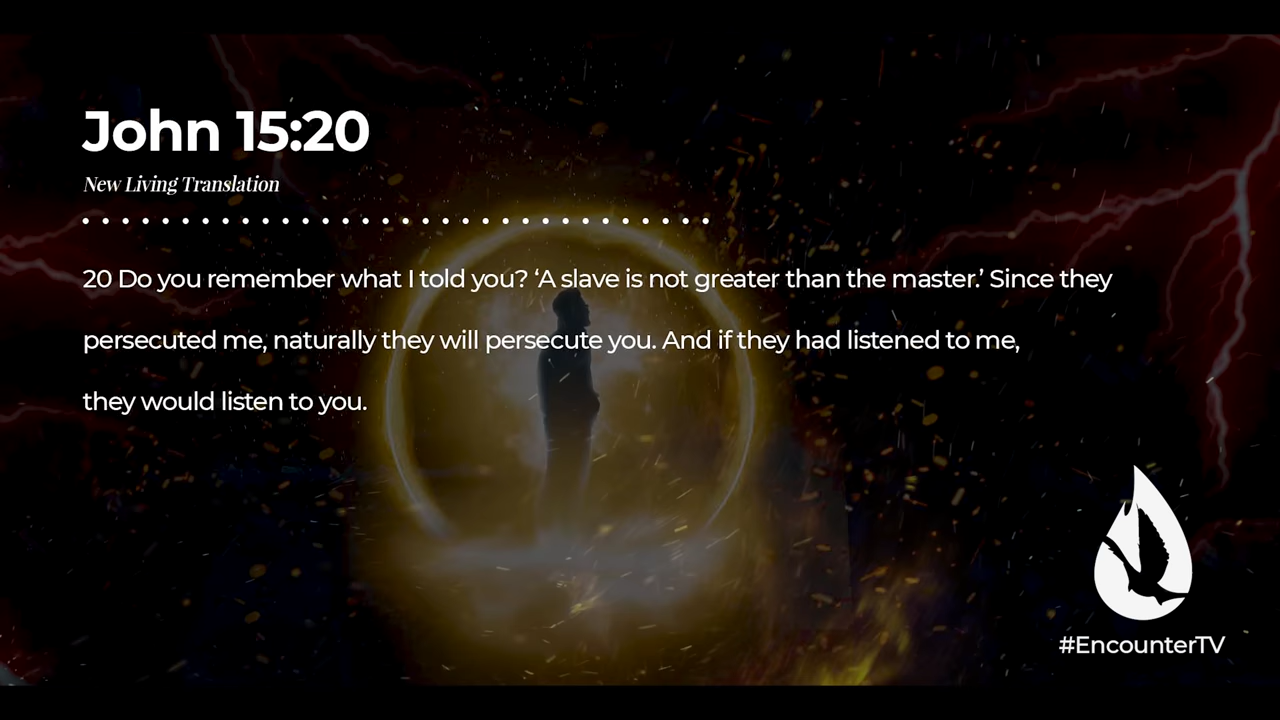 John 15:20
New Living Translation
20 Do you remember what I told you? ‘A slave is not greater than the master.’ Since they
persecuted me, naturally they will persecute you. And if they had listened to me,
they would listen to you.
#EncounterTV